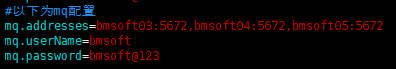 #以下为mq配置
mq.addresses=bmsoft03:5672,bmsoft04:5672,bmsoft05:5672
mq.userName=bmsoft
mq.password=bmsoft@123